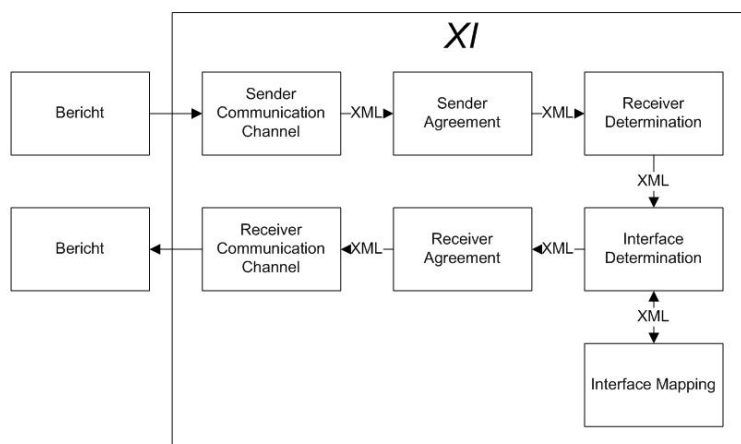 XI
Bericht
Sender
Communication
Channel
XML
Sender
Agreement
XML
Receiver
Determination
XML
Bericht
Receiver
Communication
Channel
XML
Receiver
Agreement
XML
Interface
Determination
XML
Interface Mapping